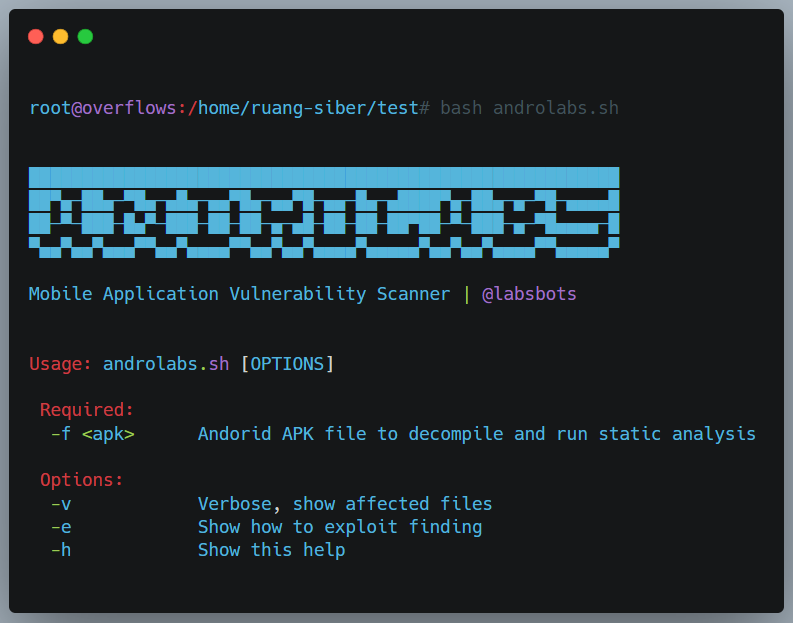 root@overflows:/home/ruang-siber/test# bash androlabs.sh
ANDROLABS
Mobile Application Vulnerability Scanner | @labsbots
Usage: androlabs.sh [OPTIONS]
Required:
-f <apk> Andorid APK file to decompile and run static analysis
Options:
-v Verbose, show affected files
-e Show how to exploit finding
-h Show this help